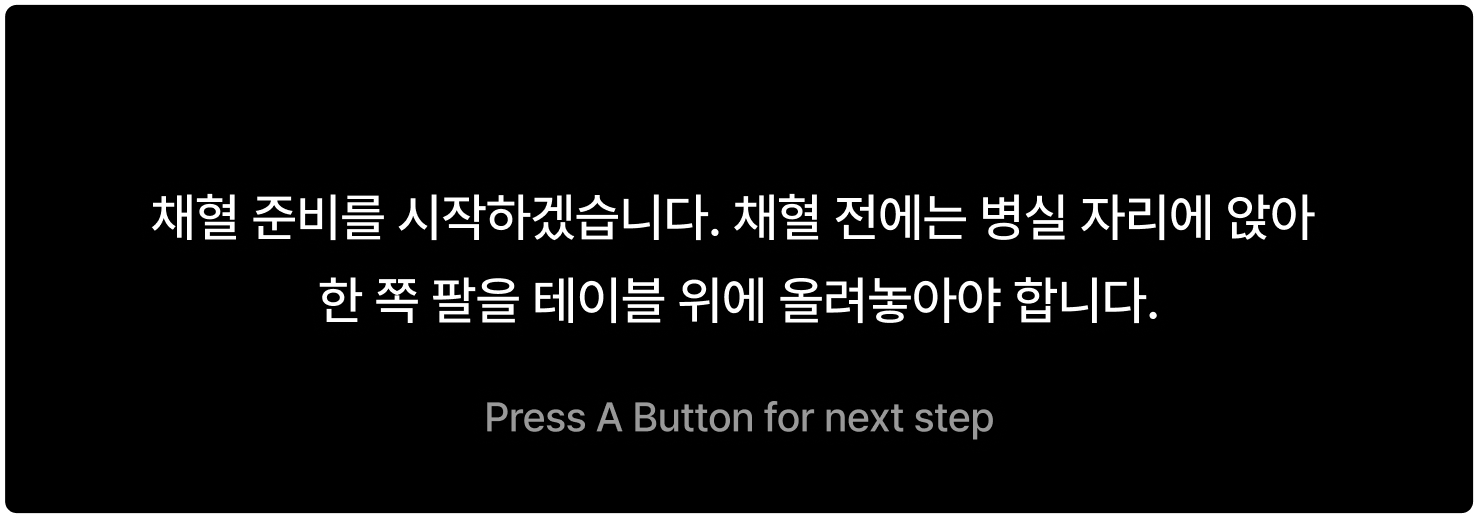 채혈 준비를 시작하겠습니다. 채혈 전에는 병실 자리에 앉아
한 쪽 팔을 테이블 위에 올려놓아야 합니다.
Press A Button for next step